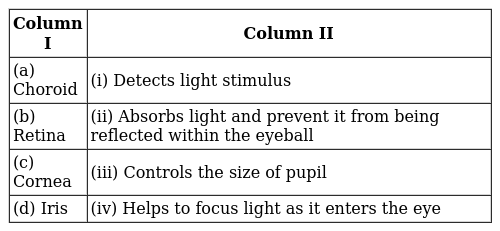 Column I
Column II
(a) Choroid
(i) Detects light stimulus
(b) Retina
(ii) Absorbs light and prevent it from being
reflected within the eyeball
(c) Cornea
(iii) Controls the size of pupil
(d) Iris
(iv) Helps to focus light as it enters the eye